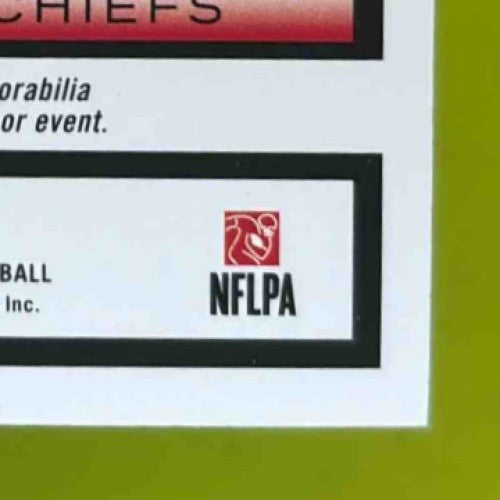 CHIEFS
orabilia
or event.
BALL
Inc.
NFLPA